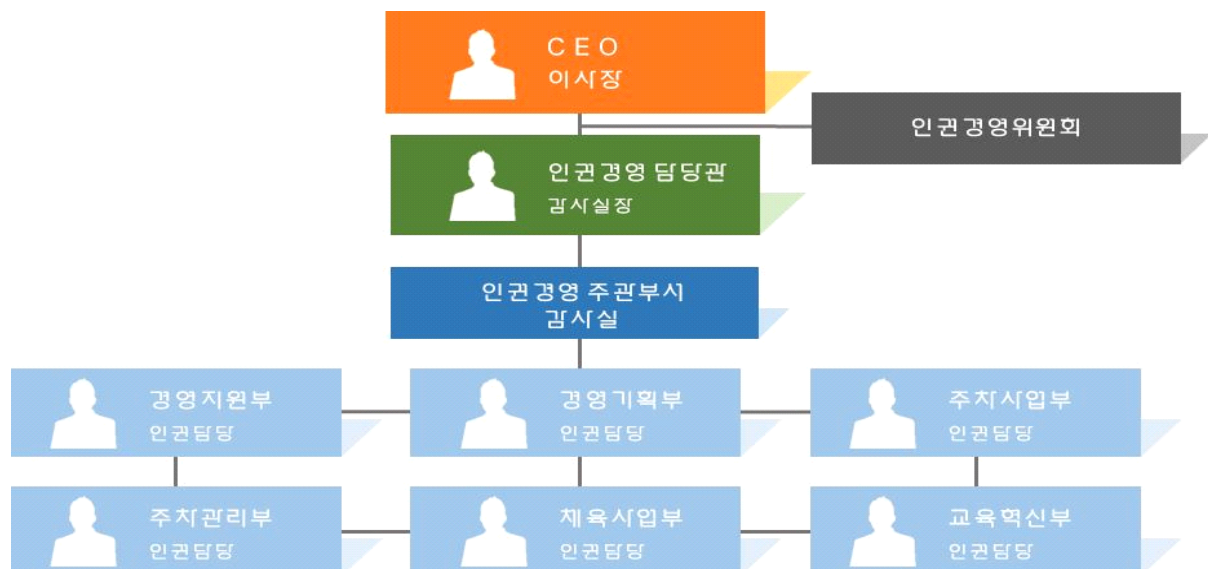 CEO
이사장
인권경영위원회
인권경영 담당관
감사실장
인권경영 주관부서
감사실
경영지원부
인권담당
경영기획부
인권담당
주차사업부
인권담당
주차관리부
인권담당
체육사업부
인권담당
교육혁신부
인권담당